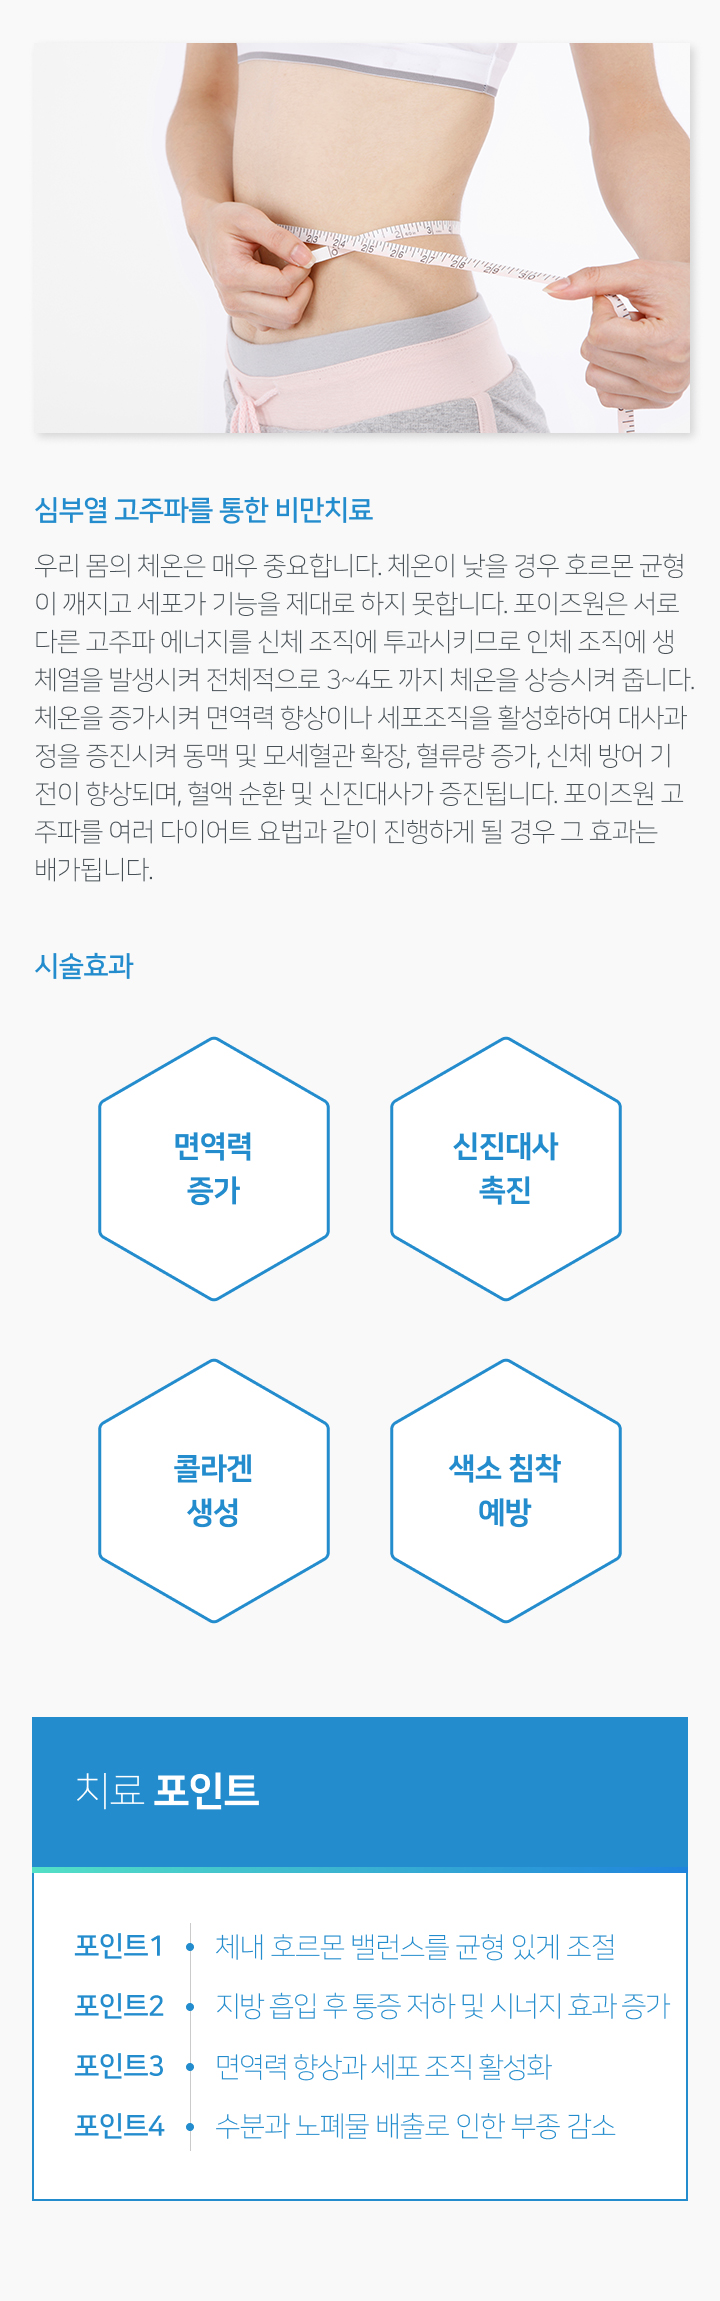 심부열 고주파를 통한 비만치료
우리 몸의 체온은 매우 중요합니다. 체온이 낮을 경우 호르몬 균형
이 깨지고 세포가 기능을 제대로 하지 못합니다. 포이즈원은 서로
다른 고주파 에너지를 신체 조직에 투과시키므로 인체 조직에 생
체열을 발생시켜 전체적으로 3~4도 까지 체온을 상승시켜 줍니다.
체온을 증가시켜 면역력 향상이나 세포조직을 활성화하여 대사과
정을 증진시켜 동맥 및 모세혈관 확장, 혈류량 증가, 신체 방어 기
전이 향상되며, 혈액 순환 및 신진대사가 증진됩니다. 포이즈원 고
주파를 여러 다이어트 요법과 같이 진행하게 될 경우 그 효과는
배가됩니다.
시술효과
면역력
증가
신진대사
촉진
콜라겐
생성
색소 침착
예방
치료 포인트
포인트1 체내 호르몬 밸런스를 균형 있게 조절
포인트2 지방 흡입 후 통증 저하 및 시너지 효과 증가
포인트3 면역력 향상과 세포 조직 활성화
포인트4 수분과 노폐물 배출로 인한 부종 감소